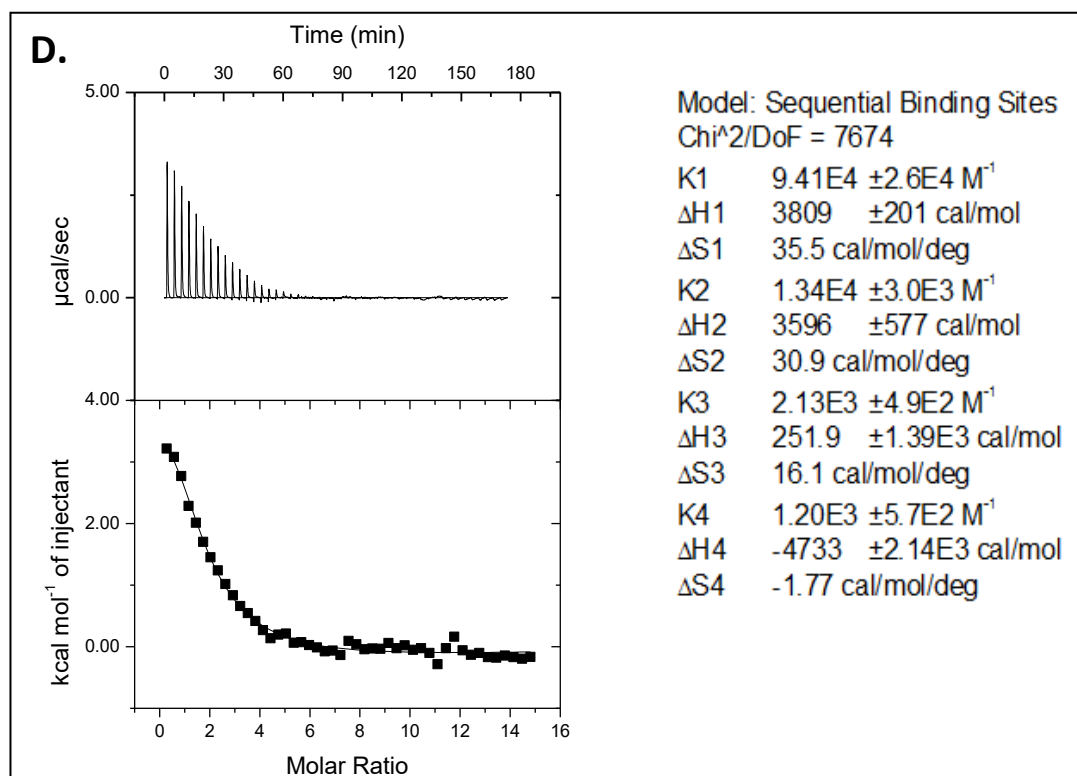 D.
Time (min)
0 30 60 90 120 150 180
5.00
0.00
µcal/sec
4.00
2.00
0.00
kcal mol⁻¹ of injectant
0 2 4 6 8 10 12 14 16
Molar Ratio
Model: Sequential Binding Sites
Chi^2/DoF = 7674
K1 9.41E4 ±2.6E4 M⁻¹
ΔH1 3809 ±201 cal/mol
ΔS1 35.5 cal/mol/deg
K2 1.34E4 ±3.0E3 M⁻¹
ΔH2 3596 ±577 cal/mol
ΔS2 30.9 cal/mol/deg
K3 2.13E3 ±4.9E2 M⁻¹
ΔH3 251.9 ±1.39E3 cal/mol
ΔS3 16.1 cal/mol/deg
K4 1.20E3 ±5.7E2 M⁻¹
ΔH4 -4733 ±2.14E3 cal/mol
ΔS4 -1.77 cal/mol/deg